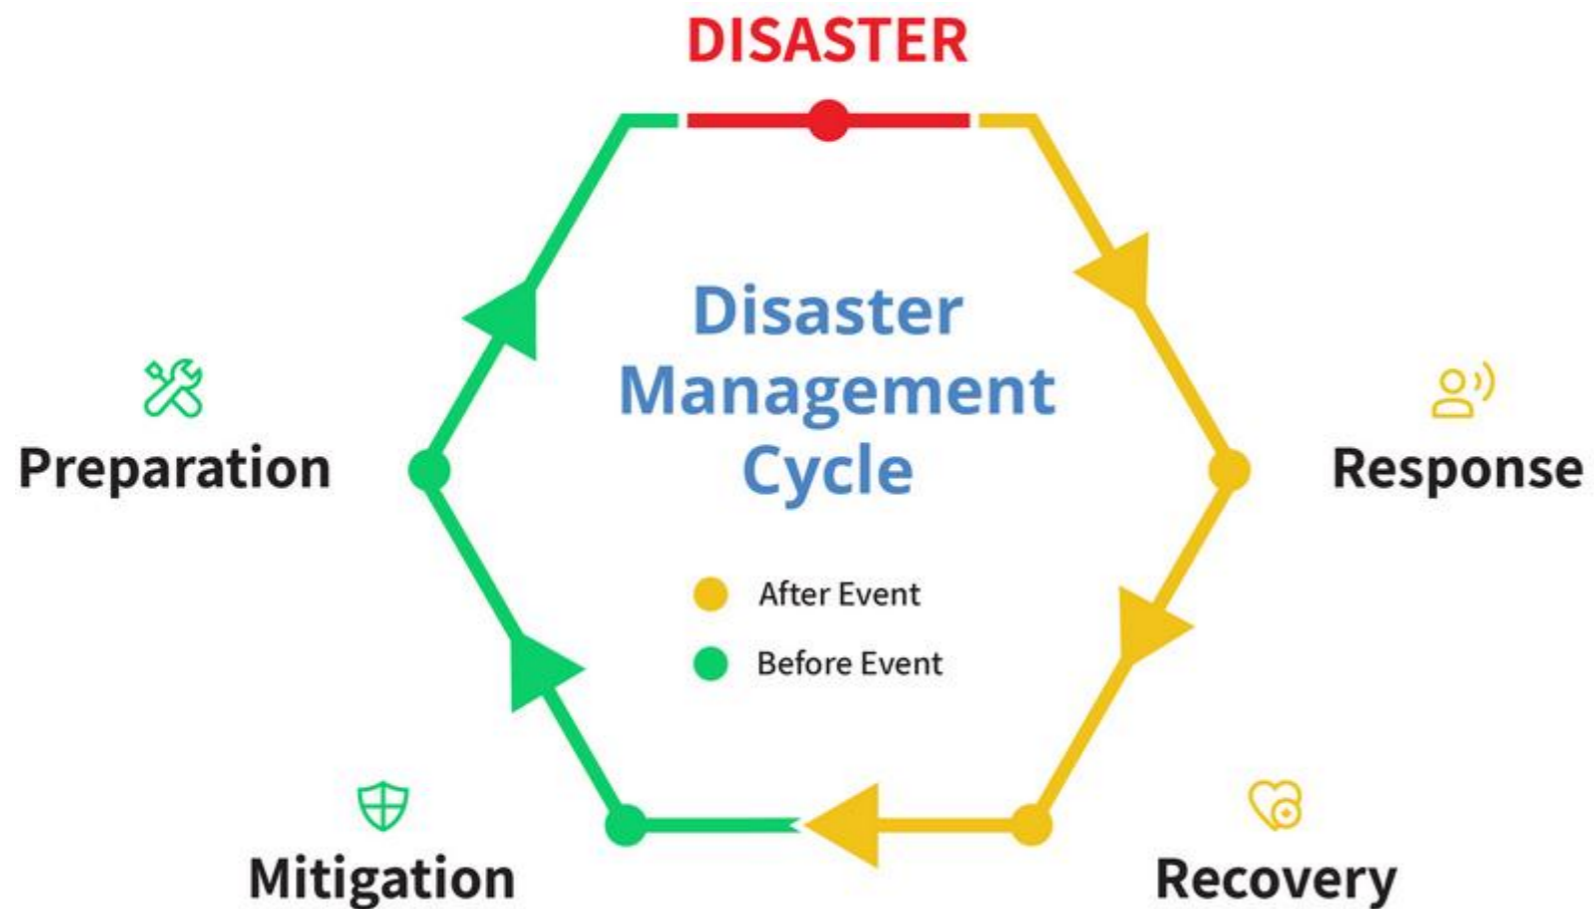 DISASTER
Disaster
Management
Cycle
Preparation
Response
After Event
Before Event
Mitigation
Recovery